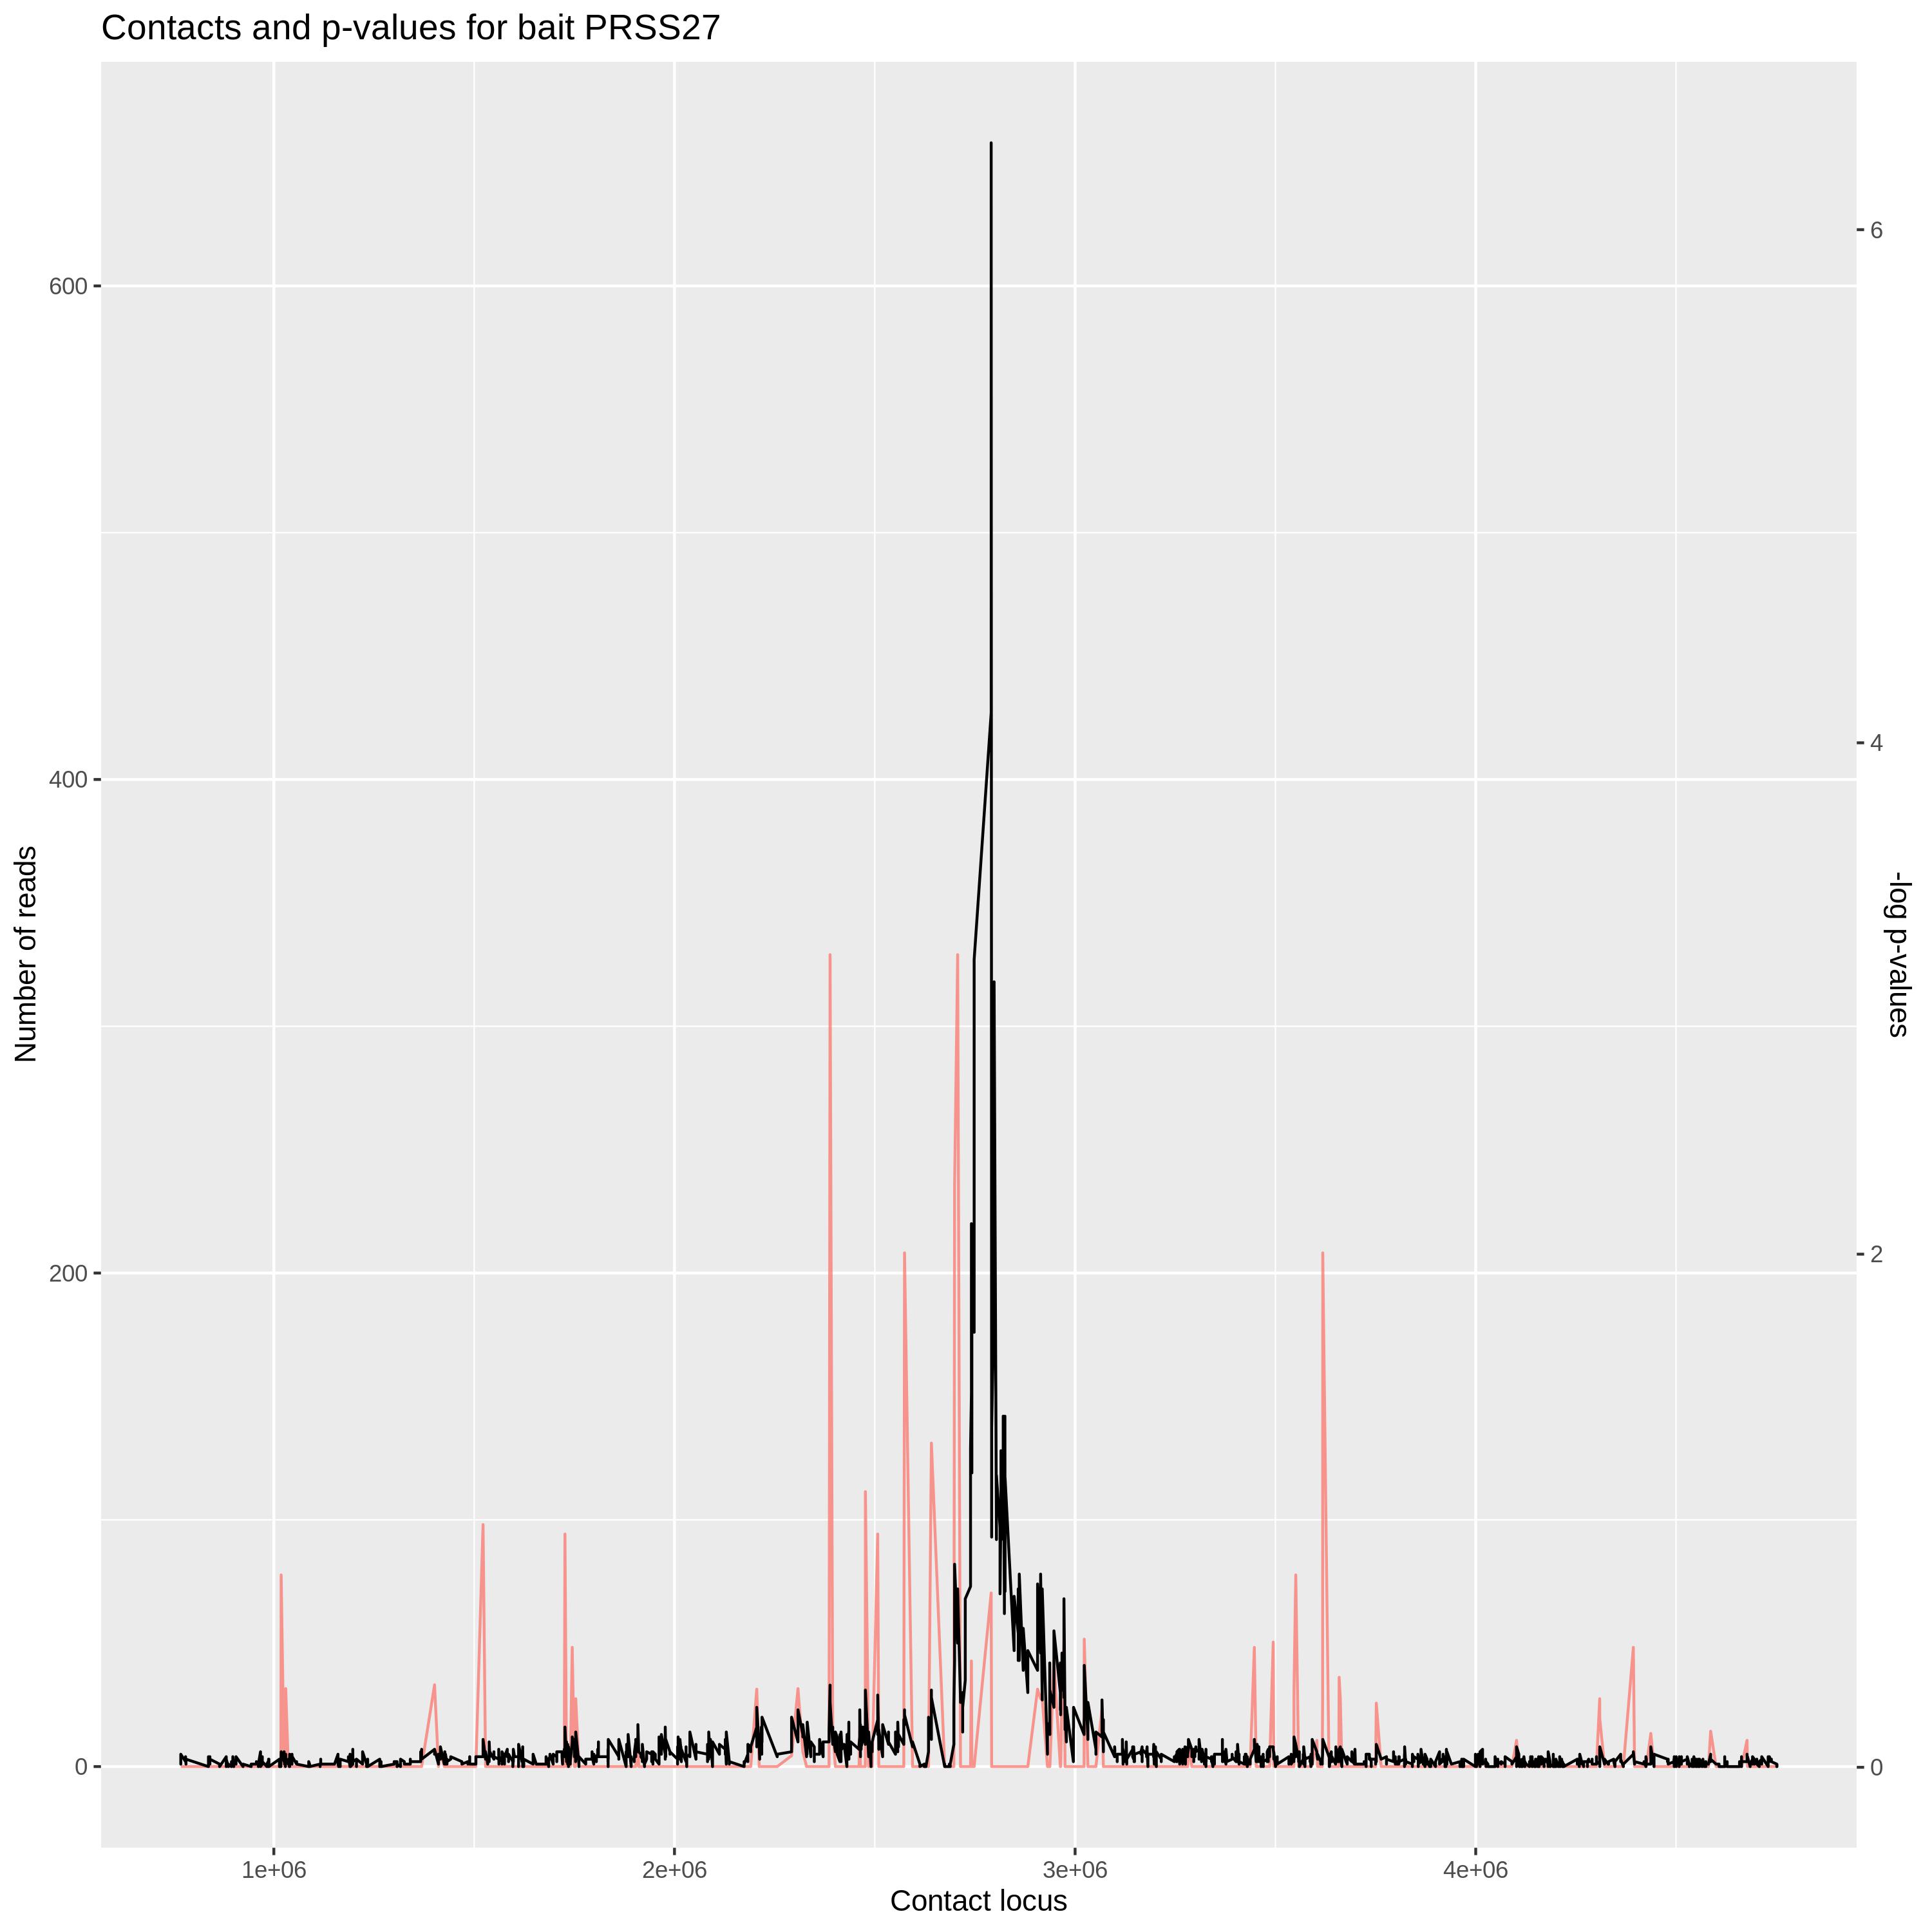 Contacts and p-values for bait PRSS27
600
400
200
0
6
4
2
0
Number of reads
-log p-values
1e+06
2e+06
3e+06
4e+06
Contact locus